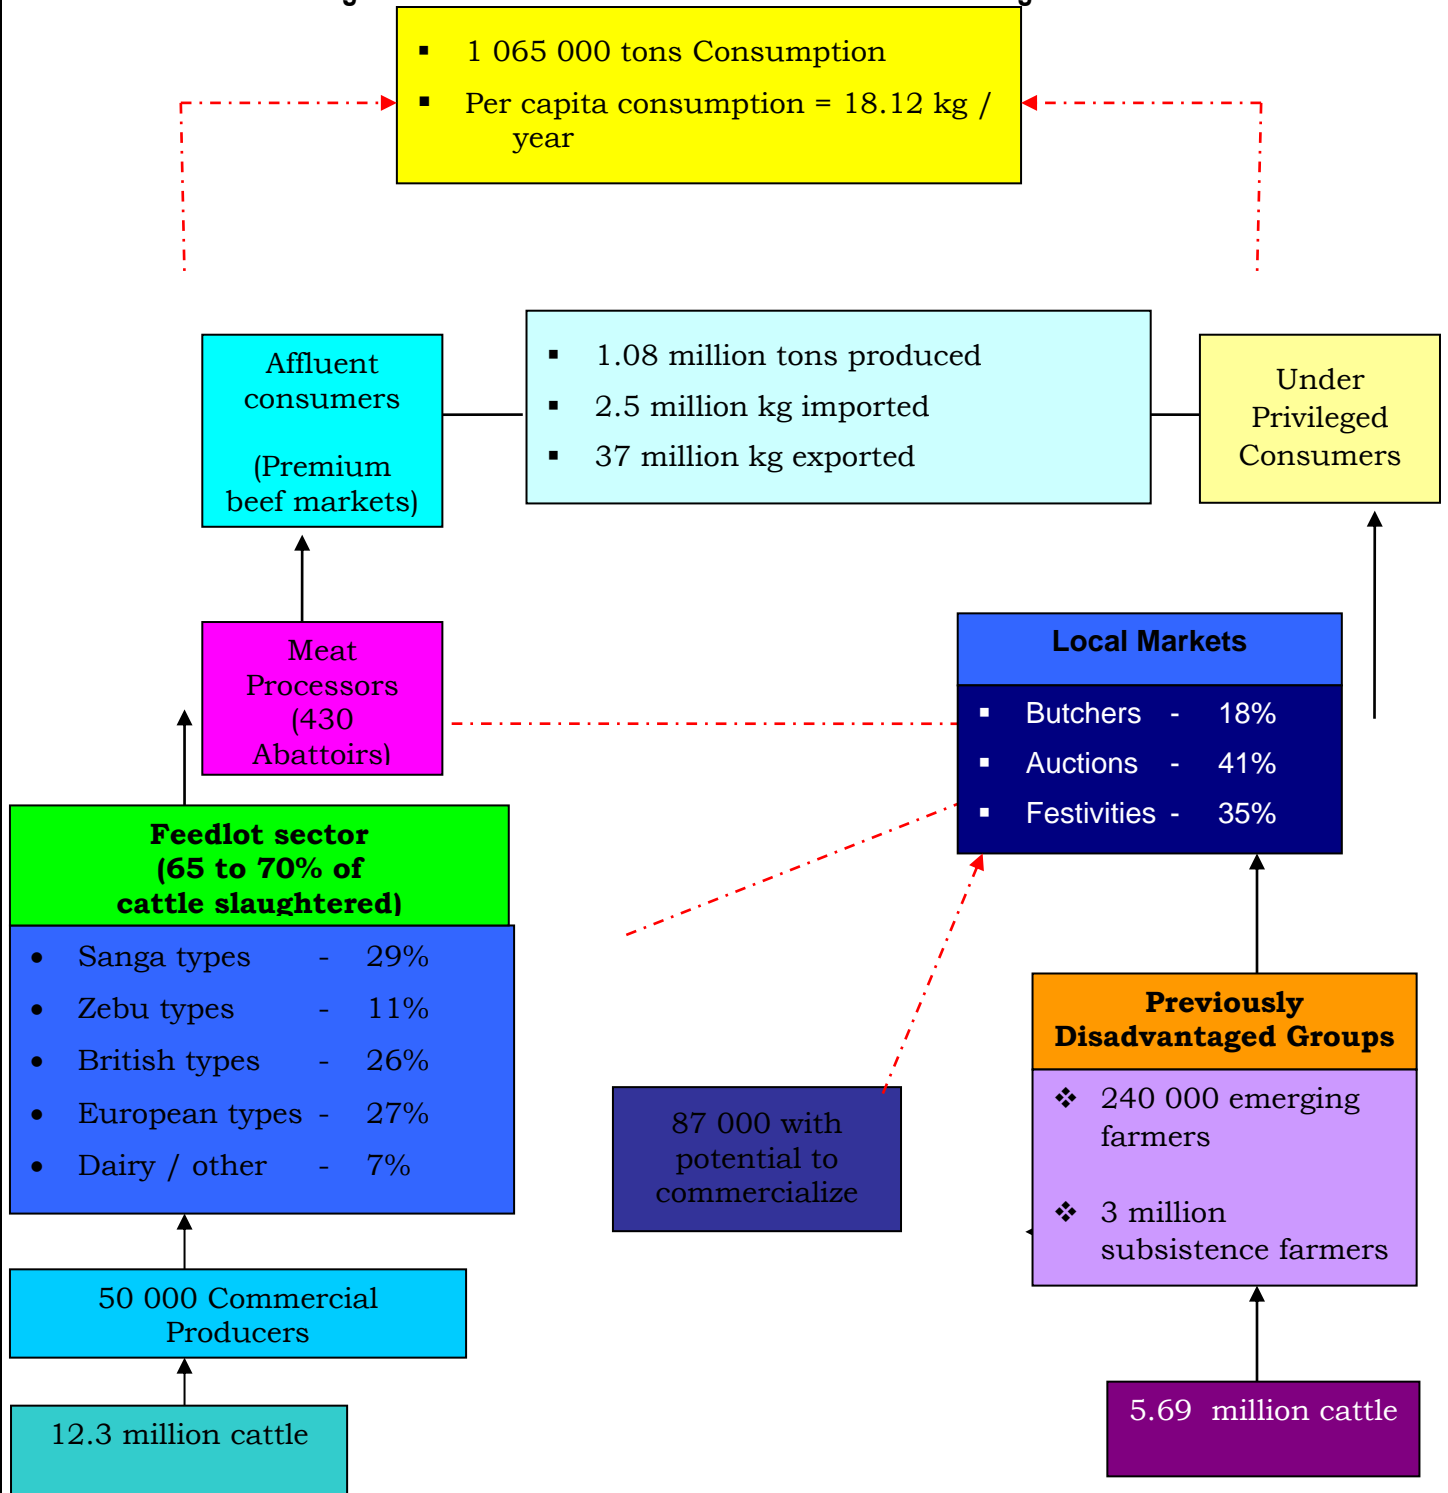 ▪ 1 065 000 tons Consumption
▪ Per capita consumption = 18.12 kg /
year
Affluent
consumers
(Premium
beef markets)
▪ 1.08 million tons produced
▪ 2.5 million kg imported
▪ 37 million kg exported
Under
Privileged
Consumers
Meat
Processors
(430
Abattoirs)
Local Markets
▪ Butchers - 18%
▪ Auctions - 41%
▪ Festivities - 35%
Feedlot sector
(65 to 70% of
cattle slaughtered)
• Sanga types - 29%
• Zebu types - 11%
• British types - 26%
• European types - 27%
• Dairy / other - 7%
87 000 with
potential to
commercialize
Previously
Disadvantaged Groups
❖ 240 000 emerging
farmers
❖ 3 million
subsistence farmers
50 000 Commercial
Producers
12.3 million cattle
5.69 million cattle